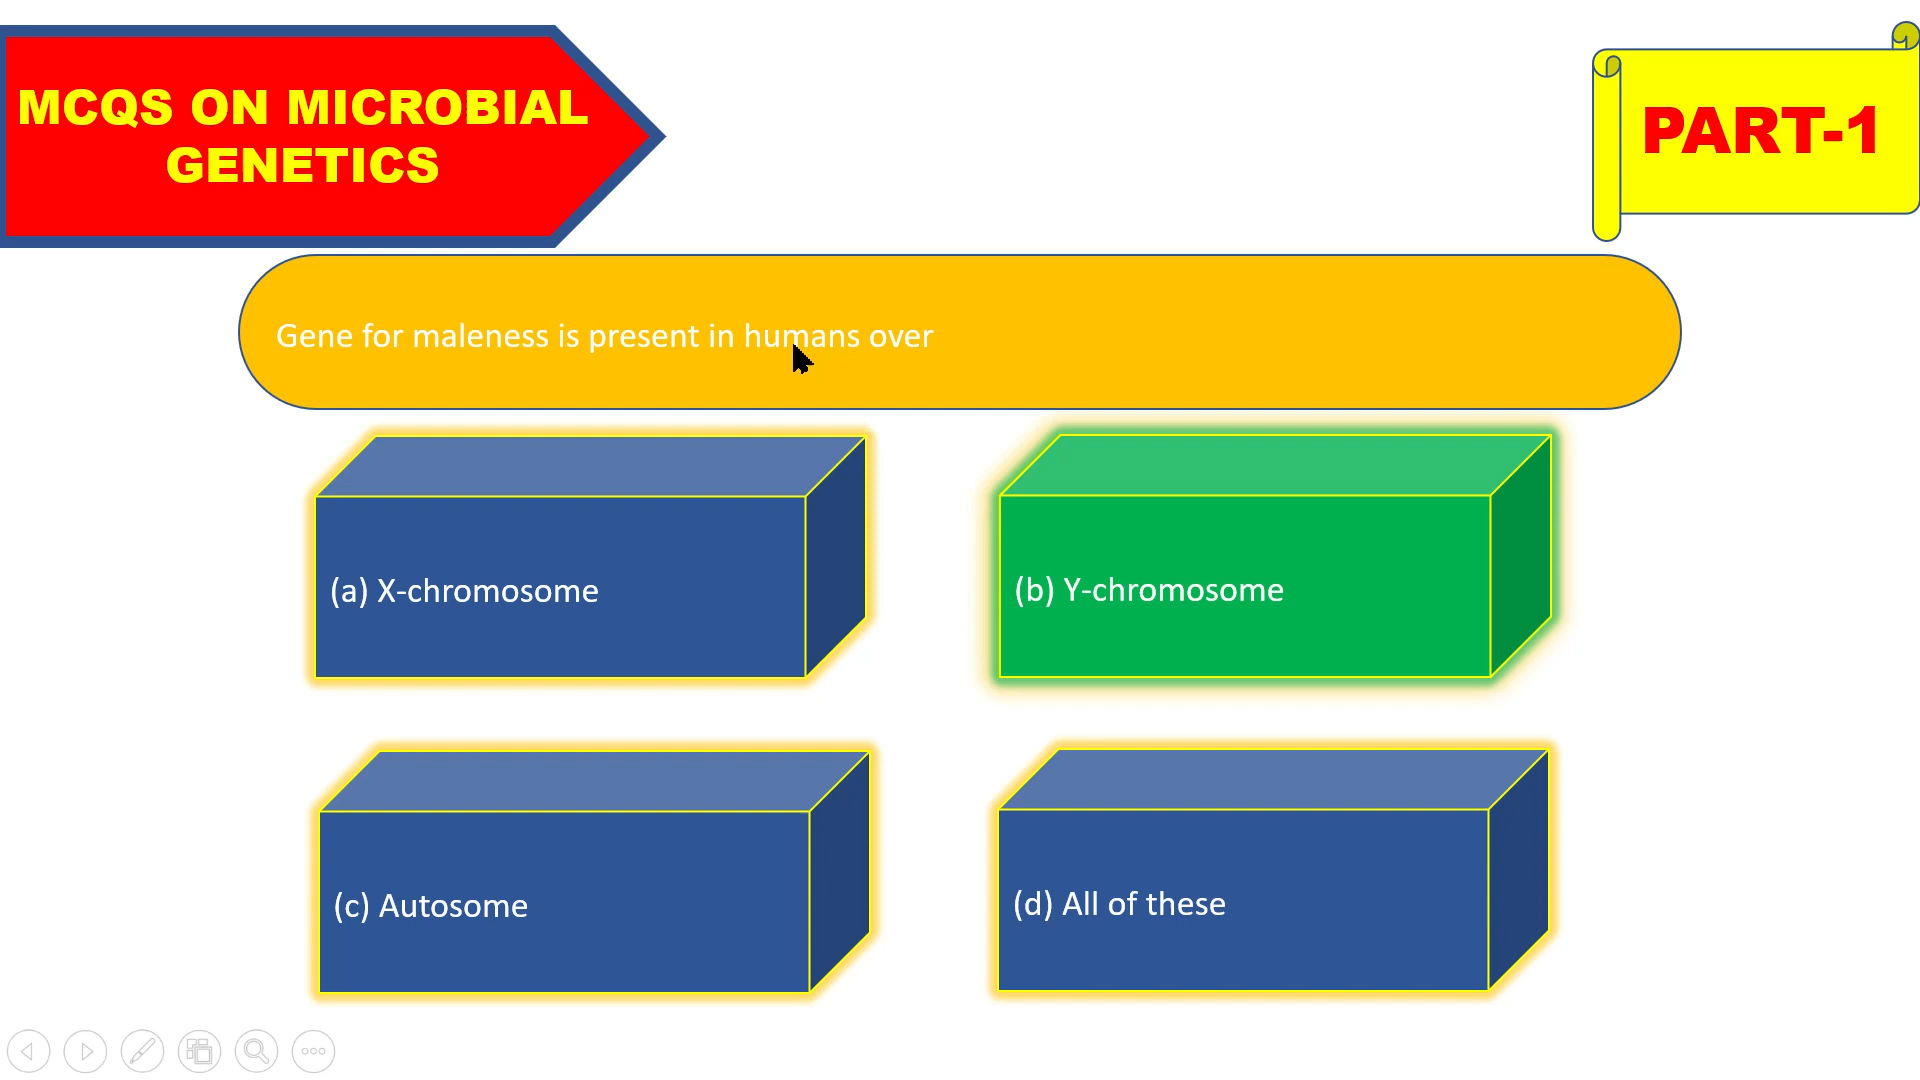 MCQS ON MICROBIAL
GENETICS
PART-1
Gene for maleness is present in humans over
(a) X-chromosome
(b) Y-chromosome
(c) Autosome
(d) All of these